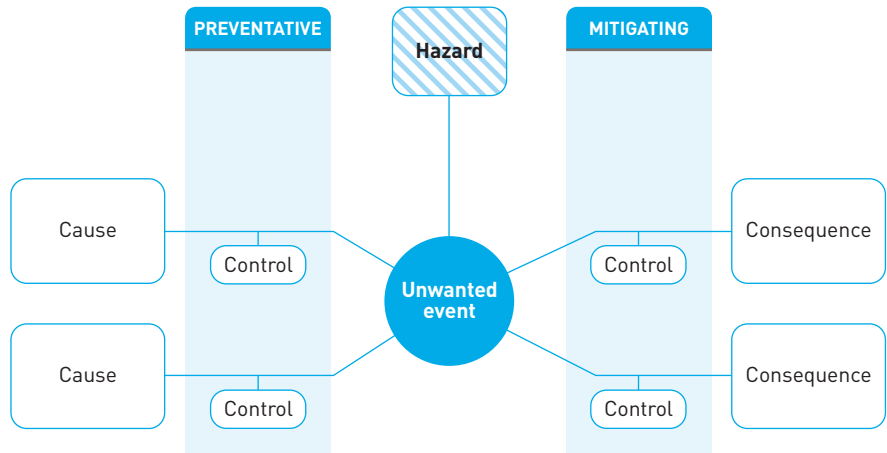 PREVENTATIVE
Hazard
MITIGATING
Cause
Control
Unwanted
event
Control
Consequence
Cause
Control
Control
Consequence